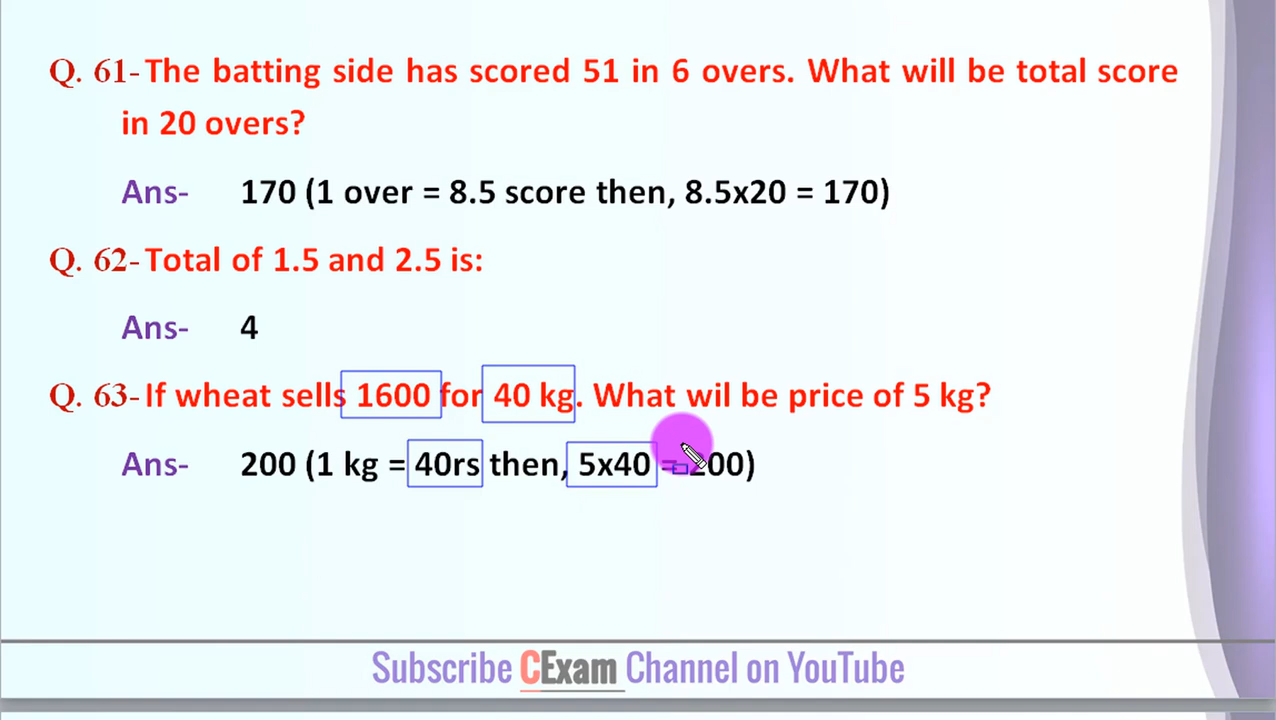 Q. 61-The batting side has scored 51 in 6 overs. What will be total score
in 20 overs?
Ans- 170 (1 over = 8.5 score then, 8.5x20 = 170)
Q. 62-Total of 1.5 and 2.5 is:
Ans- 4
Q. 63-If wheat sells 1600 for 40 kg. What wil be price of 5 kg?
Ans- 200 (1 kg = 40rs then, 5x40 = 200)
Subscribe CExam Channel on YouTube